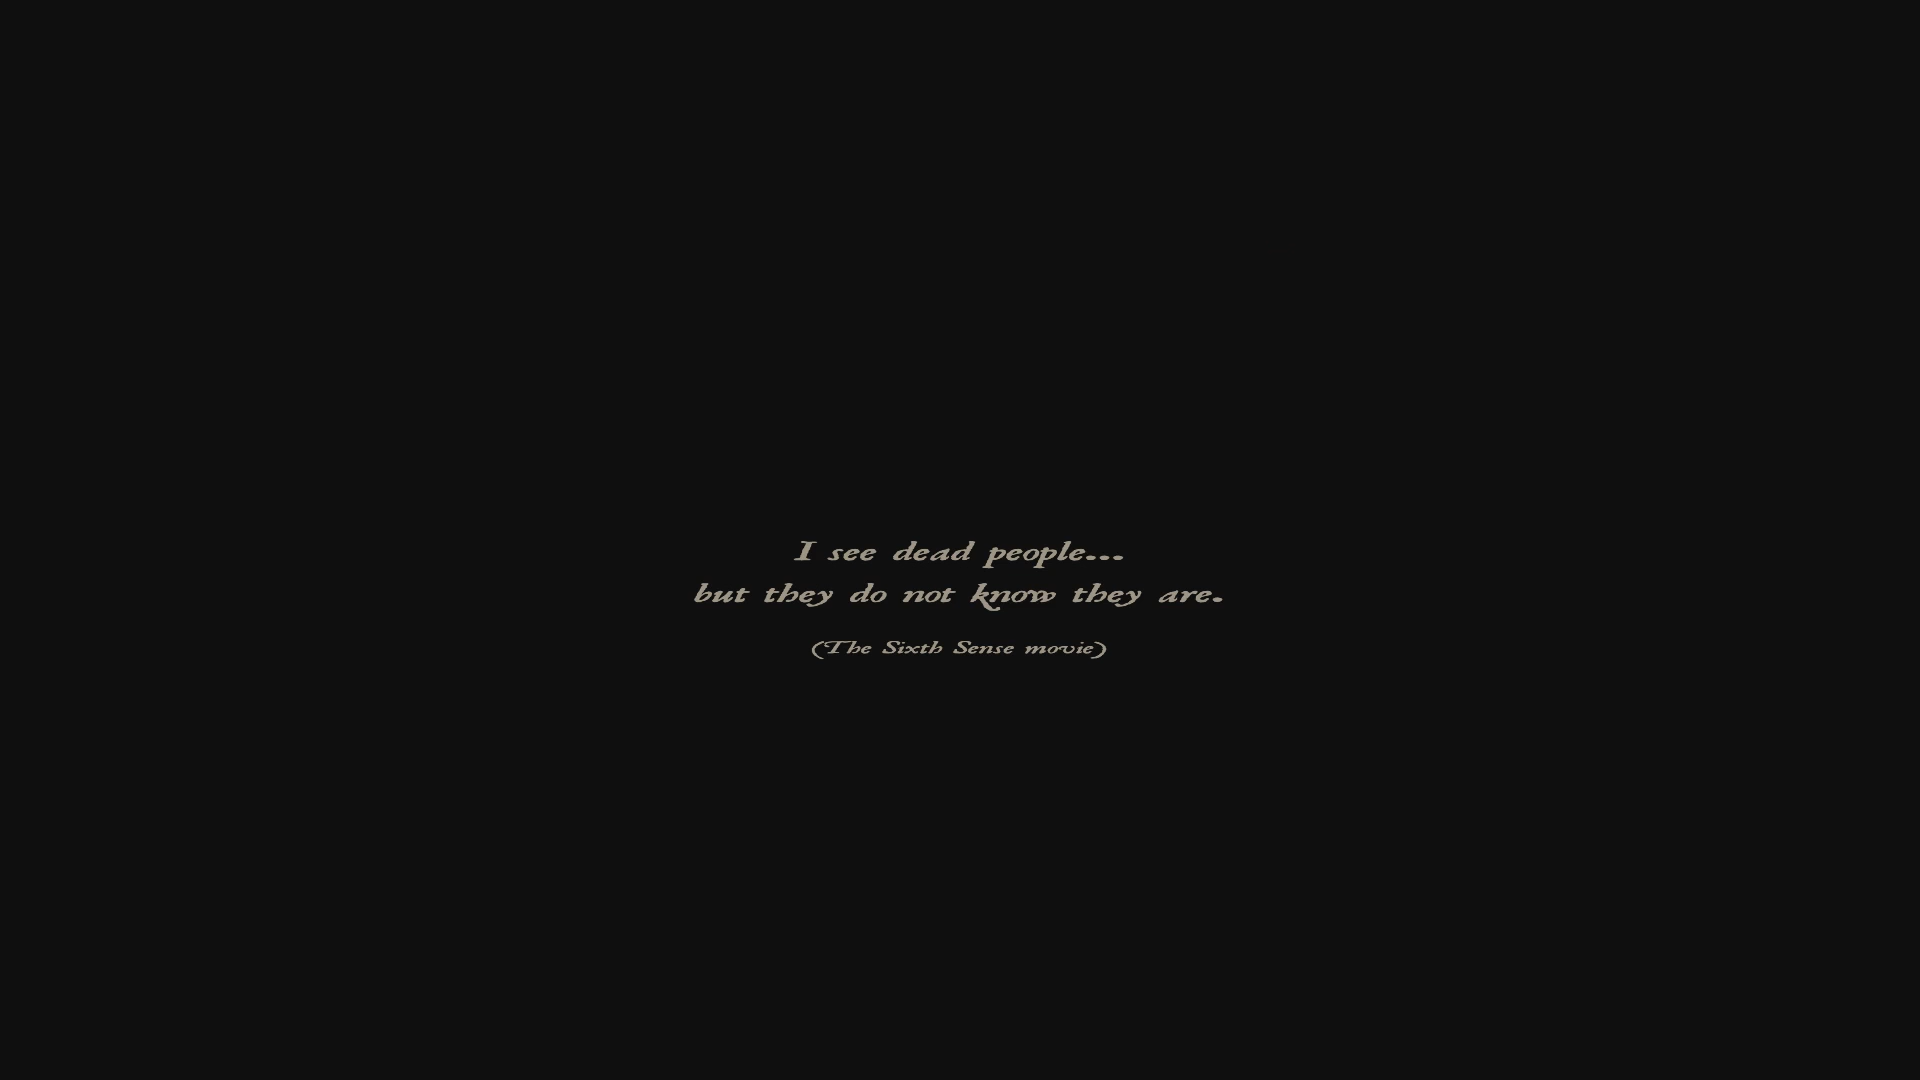 I see dead people...
but they do not know they are.
(The Sixth Sense movie)